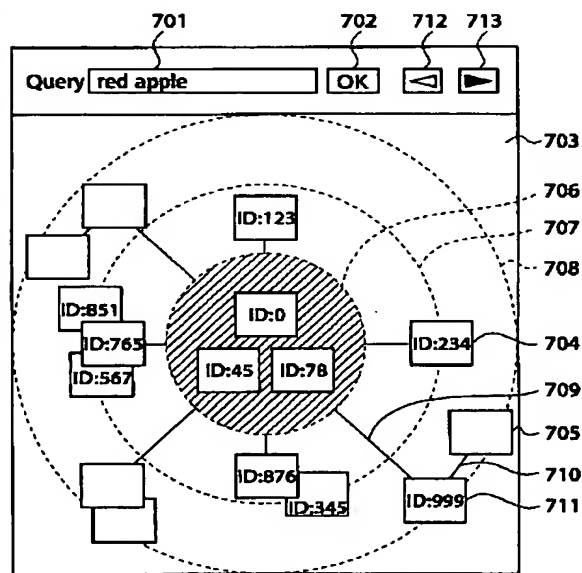 701 702 712 713
Query red apple OK
703
706
ID:123
707
708
ID:851
ID:0
ID:765 ID:234 704
ID:567 ID:45 ID:78
709
705
710
ID:876
ID:345 ID:999 711